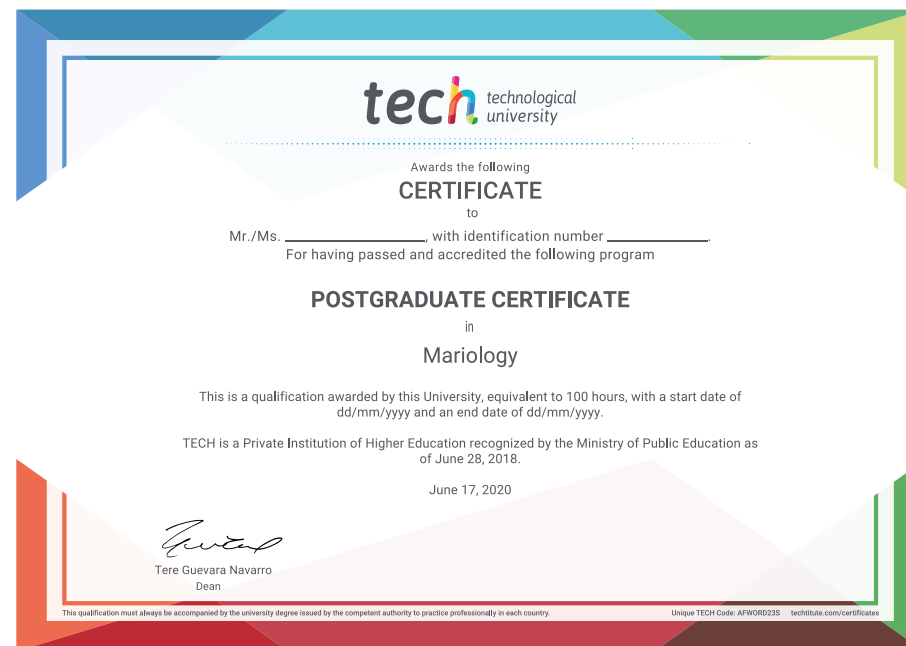 tech technological
university
Awards the following
CERTIFICATE
to
Mr./Ms. ____________, with identification number _________.
For having passed and accredited the following program
POSTGRADUATE CERTIFICATE
in
Mariology
This is a qualification awarded by this University, equivalent to 100 hours, with a start date of
dd/mm/yyyy and an end date of dd/mm/yyyy.
TECH is a Private Institution of Higher Education recognized by the Ministry of Public Education as
of June 28, 2018.
June 17, 2020
Tere Guevara Navarro
Dean
This qualification must always be accompanied by the university degree issued by the competent authority to practice professionally in each country. Unique TECH Code: AFWORD23S techtitute.com/certificates